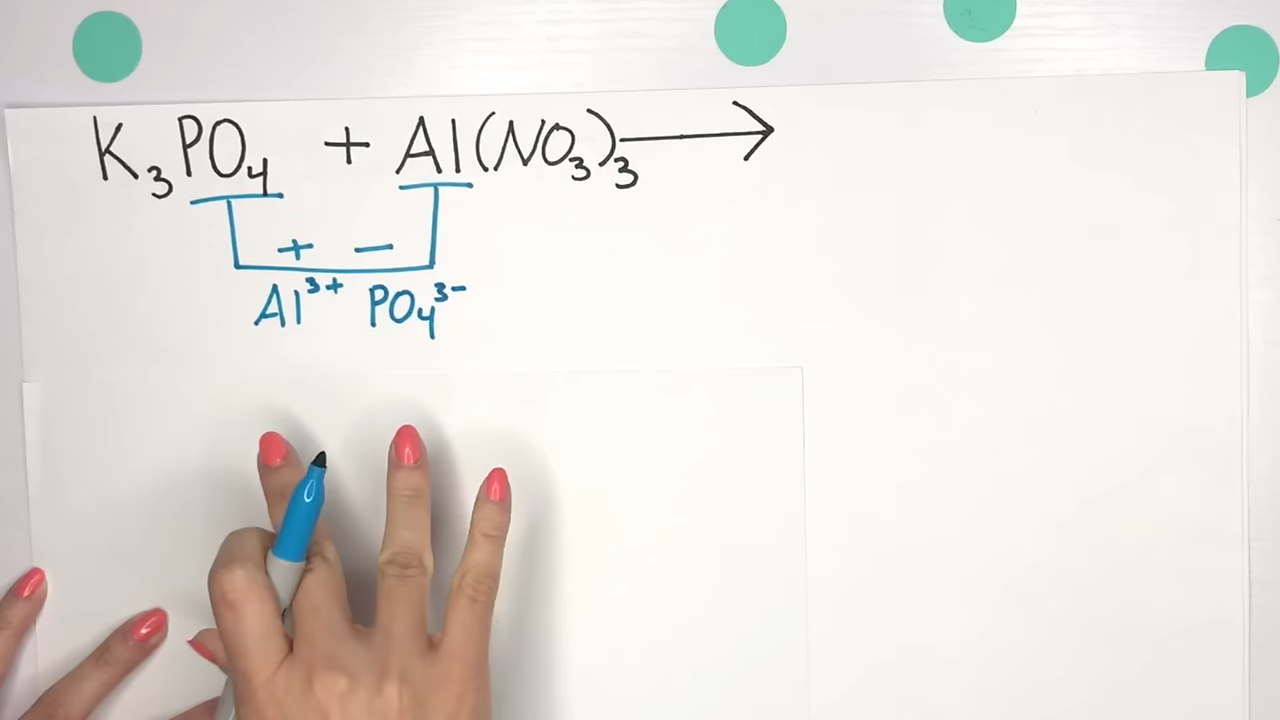 K₃PO₄ + Al(NO₃)₃ ⟶
+ −
Al³⁺ PO₄³⁻